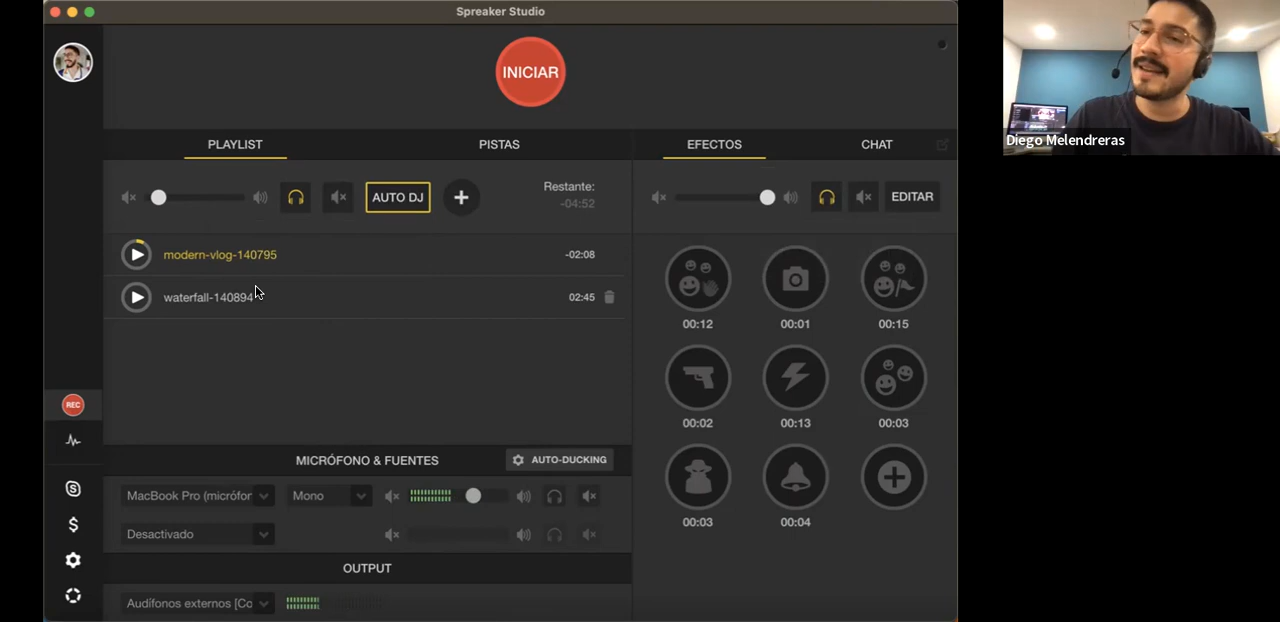 Spreaker Studio
INICIAR
PLAYLIST
PISTAS
EFECTOS
CHAT
AUTO DJ
Restante:
-04:52
EDITAR
modern-vlog-140795
-02:08
waterfall-140894
02:45
00:12
00:01
00:15
00:02
00:13
00:03
00:03
00:04
REC
MICRÓFONO & FUENTES
AUTO-DUCKING
MacBook Pro (micrófor
Mono
Desactivado
OUTPUT
Audífonos externos [Co
Diego Melendreras